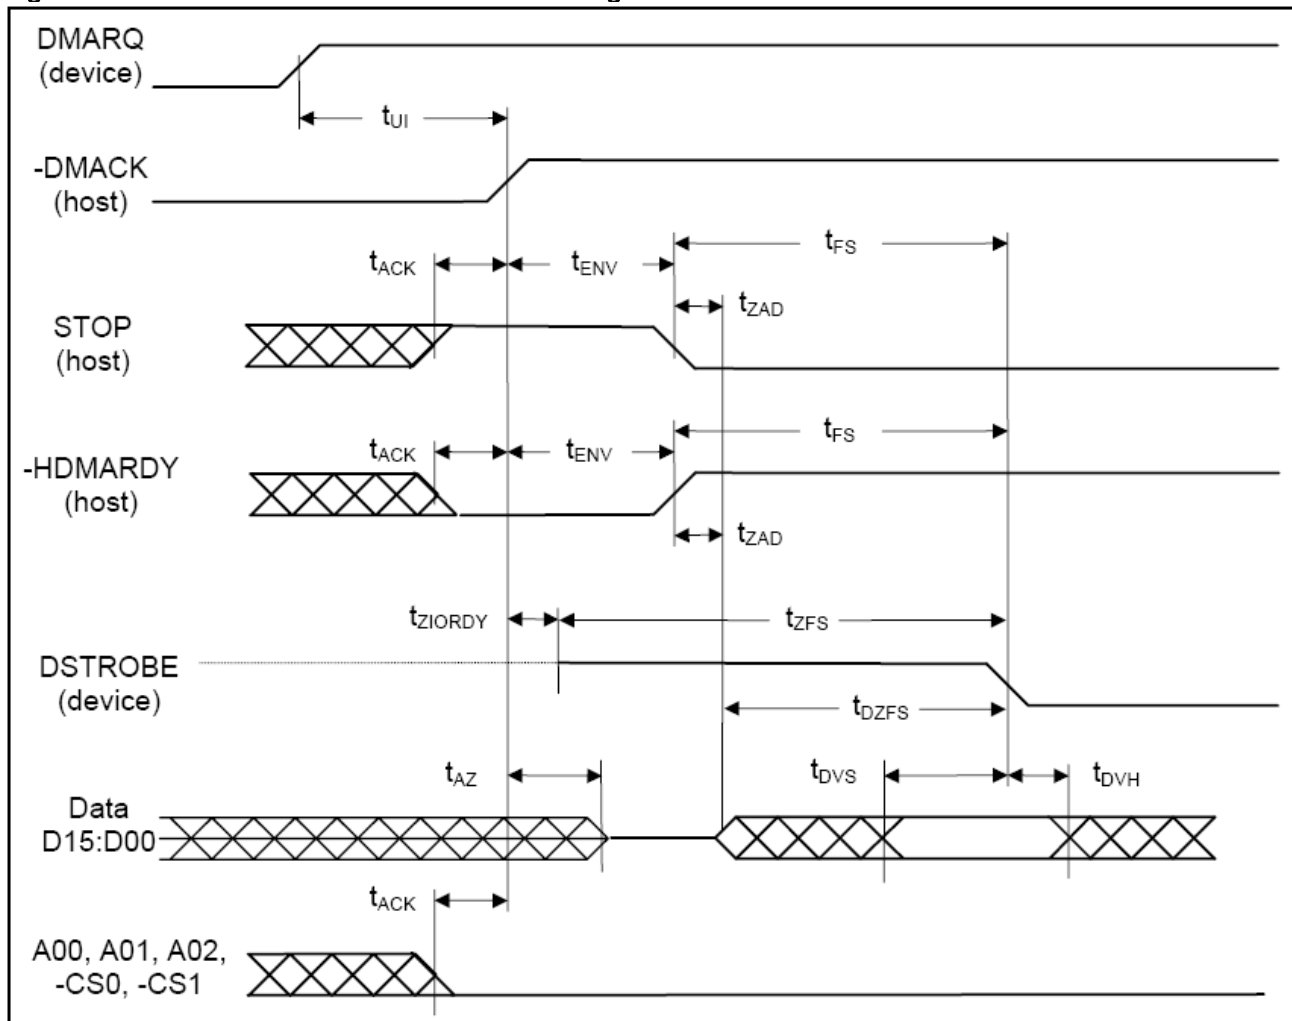 DMARQ
(device)
tUI
-DMACK
(host)
tFS
tACK
tENV
tZAD
STOP
(host)
tFS
tACK
tENV
-HDMARDY
(host)
tZAD
tZIORDY
tZFS
DSTROBE
(device)
tDZFS
tAZ
tDVS
tDVH
Data
D15:D00
tACK
A00, A01, A02,
-CS0, -CS1